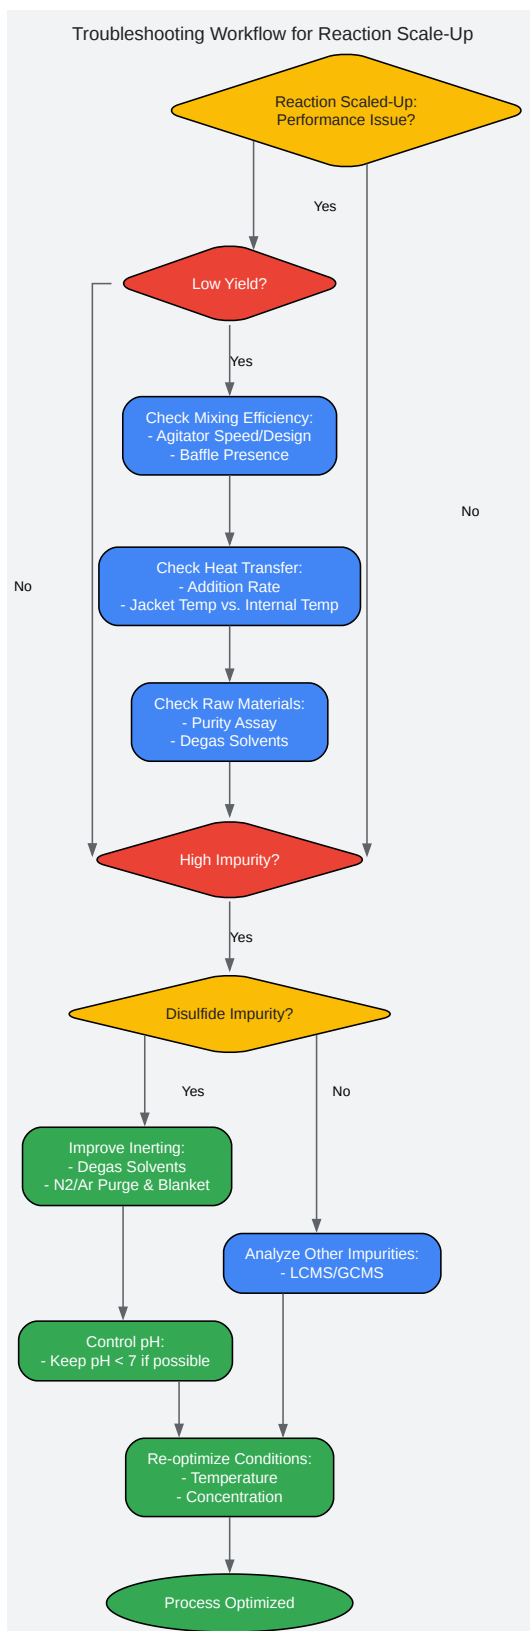 Troubleshooting Workflow for Reaction Scale-Up
Reaction Scaled-Up:
Performance Issue?
Yes
Low Yield?
Yes
Check Mixing Efficiency:
- Agitator Speed/Design
- Baffle Presence
No
Check Heat Transfer:
- Addition Rate
- Jacket Temp vs. Internal Temp
No
Check Raw Materials:
- Purity Assay
- Degas Solvents
High Impurity?
Yes
Disulfide Impurity?
Yes
No
Improve Inerting:
- Degas Solvents
- N2/Ar Purge & Blanket
Analyze Other Impurities:
- LCMS/GCMS
Control pH:
- Keep pH < 7 if possible
Re-optimize Conditions:
- Temperature
- Concentration
Process Optimized